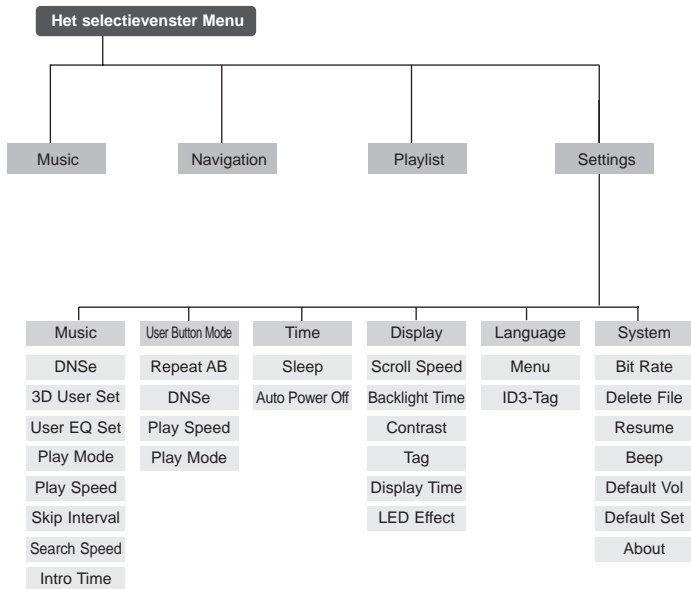 Het selectievenster Menu
Music
Navigation
Playlist
Settings
Music
DNSe
3D User Set
User EQ Set
Play Mode
Play Speed
Skip Interval
Search Speed
Intro Time
User Button Mode
Repeat AB
DNSe
Play Speed
Play Mode
Time
Sleep
Auto Power Off
Display
Scroll Speed
Backlight Time
Contrast
Tag
Display Time
LED Effect
Language
Menu
ID3-Tag
System
Bit Rate
Delete File
Resume
Beep
Default Vol
Default Set
About